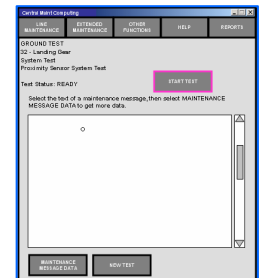 Central Maint Computing
LINE MAINTENANCE
EXTENDED MAINTENANCE
OTHER FUNCTIONS
HELP
REPORTS
GROUND TEST
32 - Landing Gear
System Test
Proximity Sensor System Test
Test Status: READY
START TEST
Select the text of a maintenance message, then select MAINTENANCE
MESSAGE DATA to get more data.
MAINTENANCE MESSAGE DATA
NEW TEST